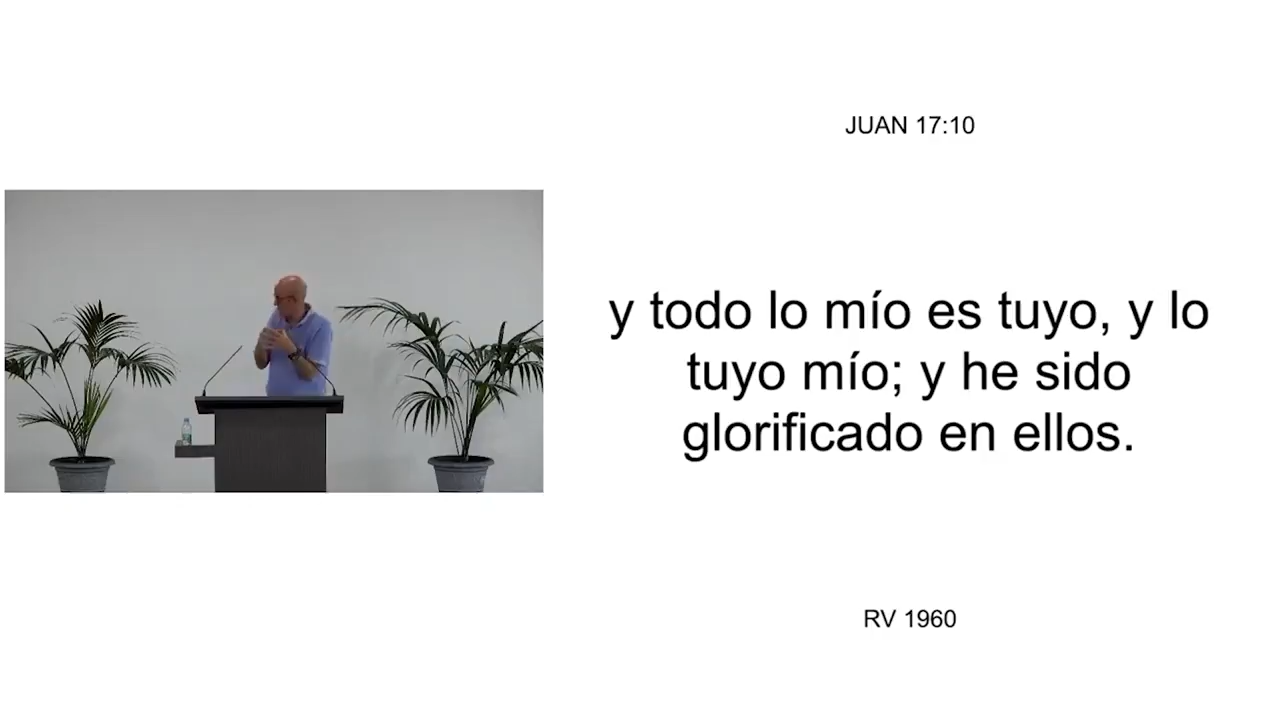 JUAN 17:10
y todo lo mío es tuyo, y lo
tuyo mío; y he sido
glorificado en ellos.
RV 1960